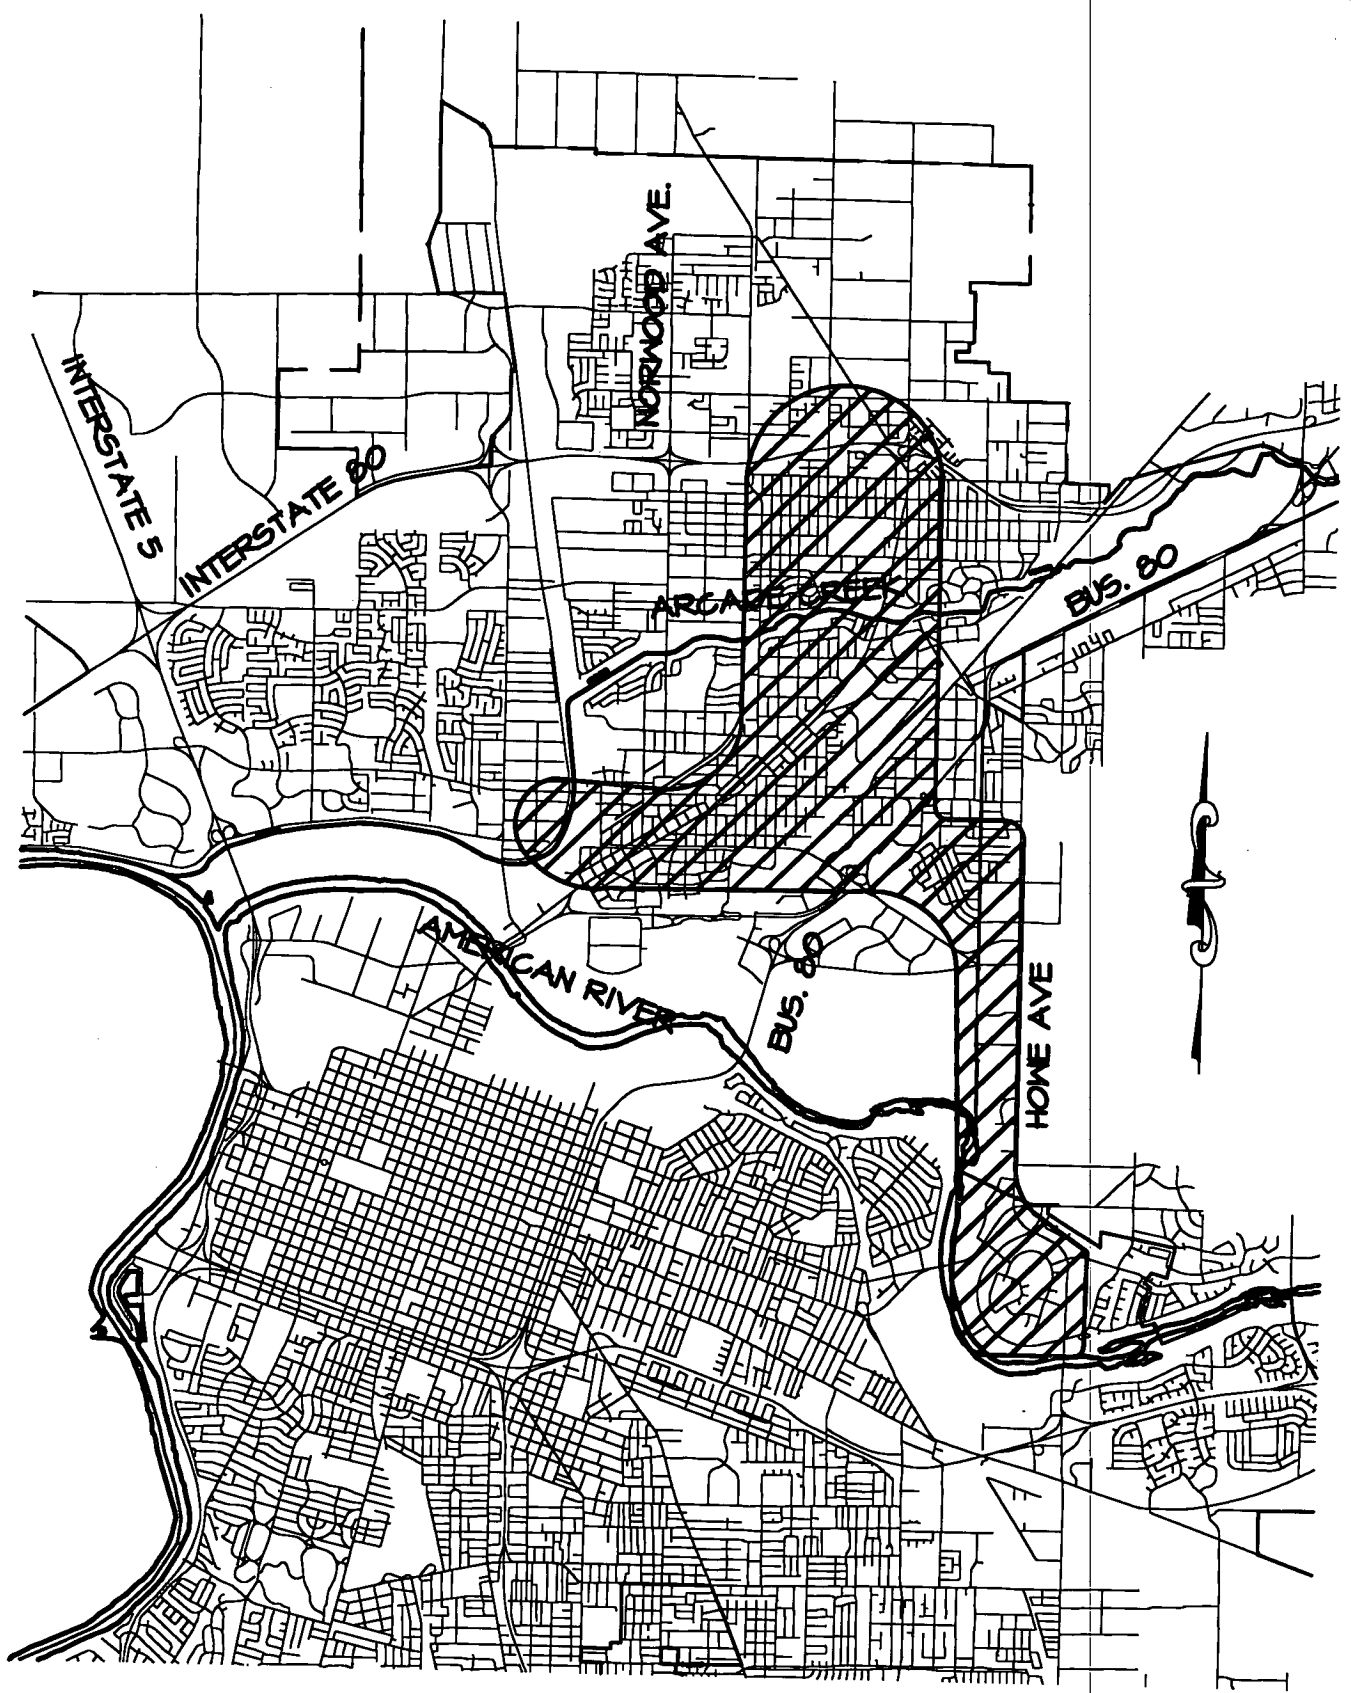 NORWOOD AVE.
INTERSTATE 5
INTERSTATE 80
ARCADE CREEK
BUS. 80
AMERICAN RIVER
BUS. 80
HOWE AVE